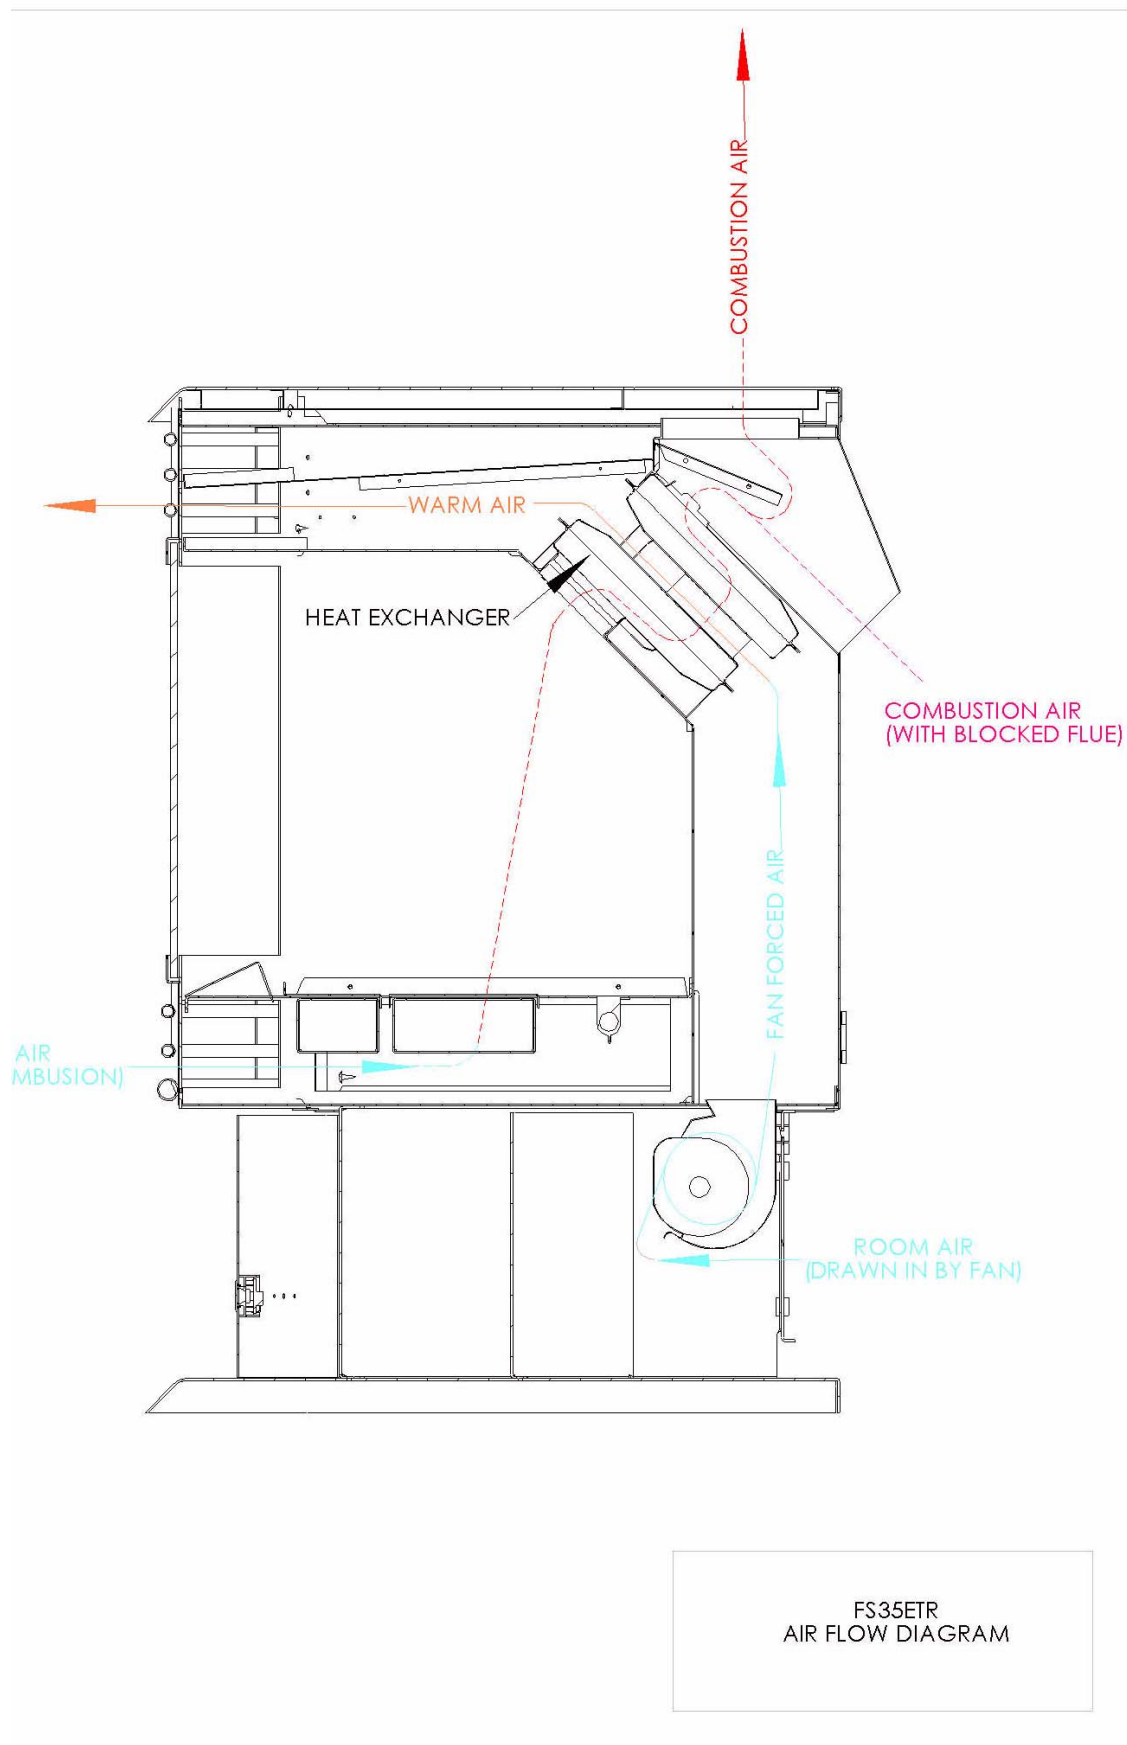 COMBUSTION AIR
WARM AIR
HEAT EXCHANGER
COMBUSTION AIR
(WITH BLOCKED FLUE)
FAN FORCED AIR
AIR
MBUSION)
ROOM AIR
(DRAWN IN BY FAN)
FS35ETR
AIR FLOW DIAGRAM